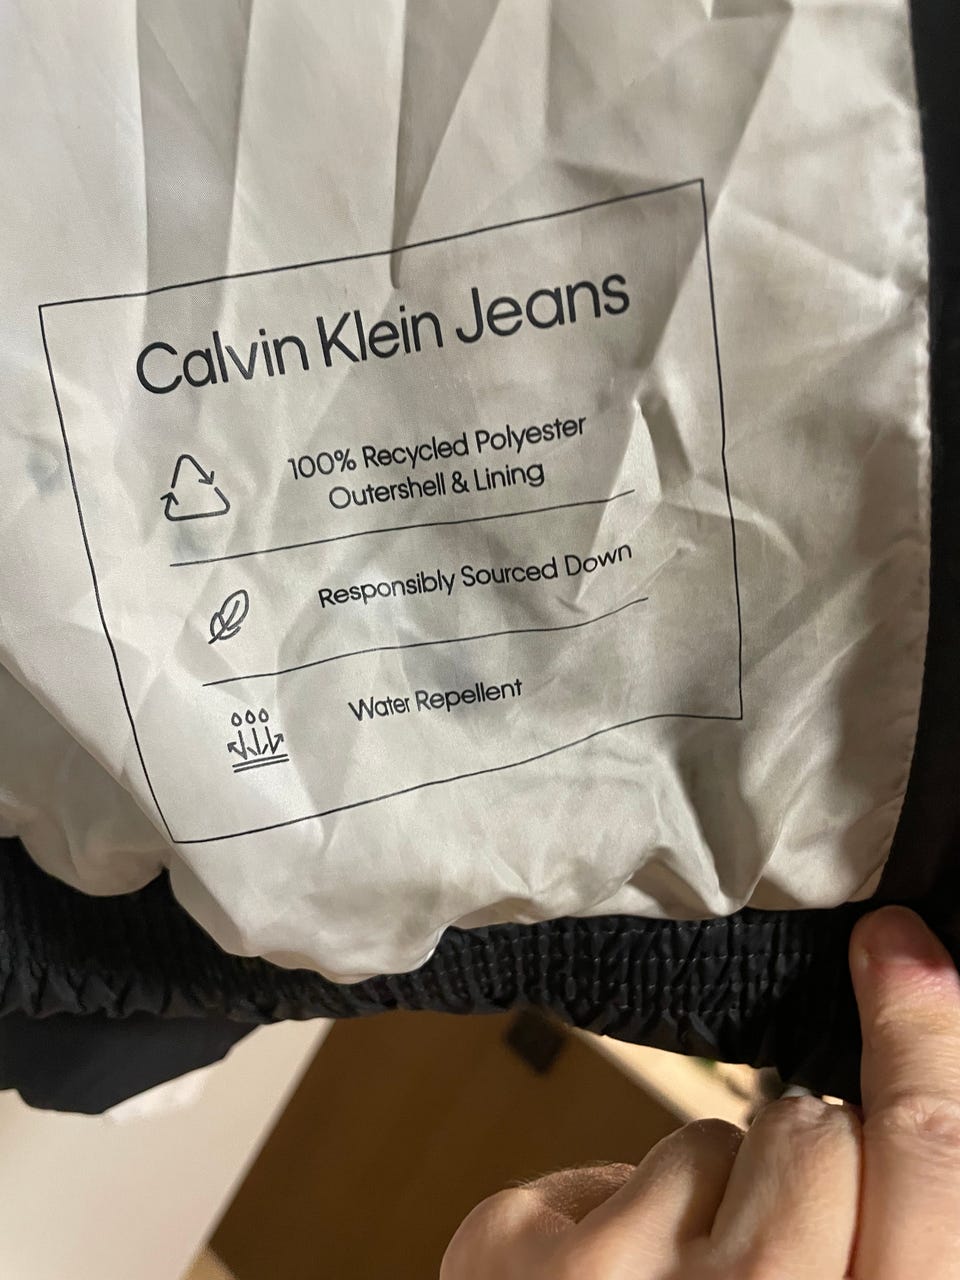 Calvin Klein Jeans
100% Recycled Polyester
Outershell & Lining
Responsibly Sourced Down
Water Repellent